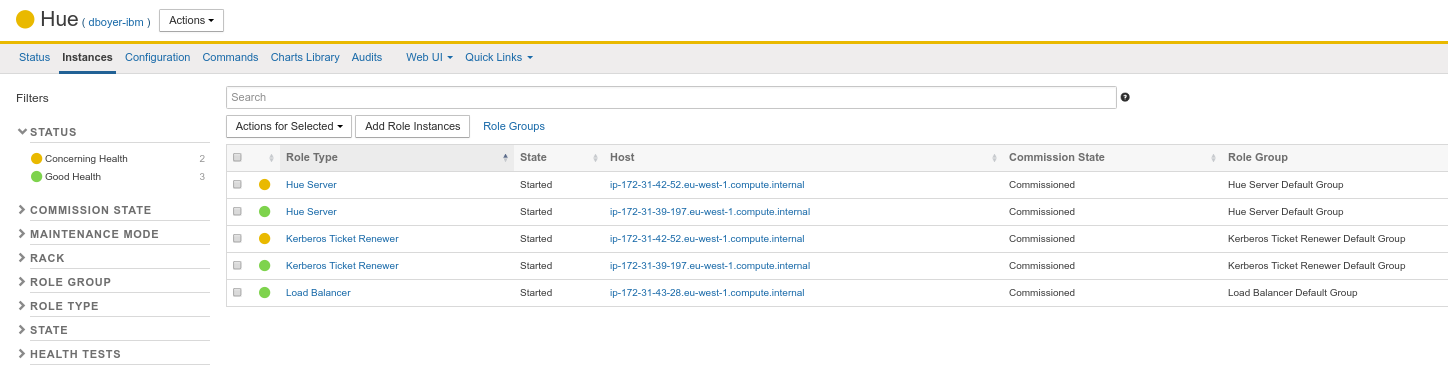 Hue ( dboyer-ibm ) Actions
Status Instances Configuration Commands Charts Library Audits Web UI Quick Links
Filters
Search
STATUS
Actions for Selected Add Role Instances Role Groups
Concerning Health 2
Good Health 3
COMMISSION STATE
MAINTENANCE MODE
RACK
ROLE GROUP
ROLE TYPE
STATE
HEALTH TESTS
Role Type State Host Commission State Role Group
Hue Server Started ip-172-31-42-52.eu-west-1.compute.internal Commissioned Hue Server Default Group
Hue Server Started ip-172-31-39-197.eu-west-1.compute.internal Commissioned Hue Server Default Group
Kerberos Ticket Renewer Started ip-172-31-42-52.eu-west-1.compute.internal Commissioned Kerberos Ticket Renewer Default Group
Kerberos Ticket Renewer Started ip-172-31-39-197.eu-west-1.compute.internal Commissioned Kerberos Ticket Renewer Default Group
Load Balancer Started ip-172-31-43-28.eu-west-1.compute.internal Commissioned Load Balancer Default Group